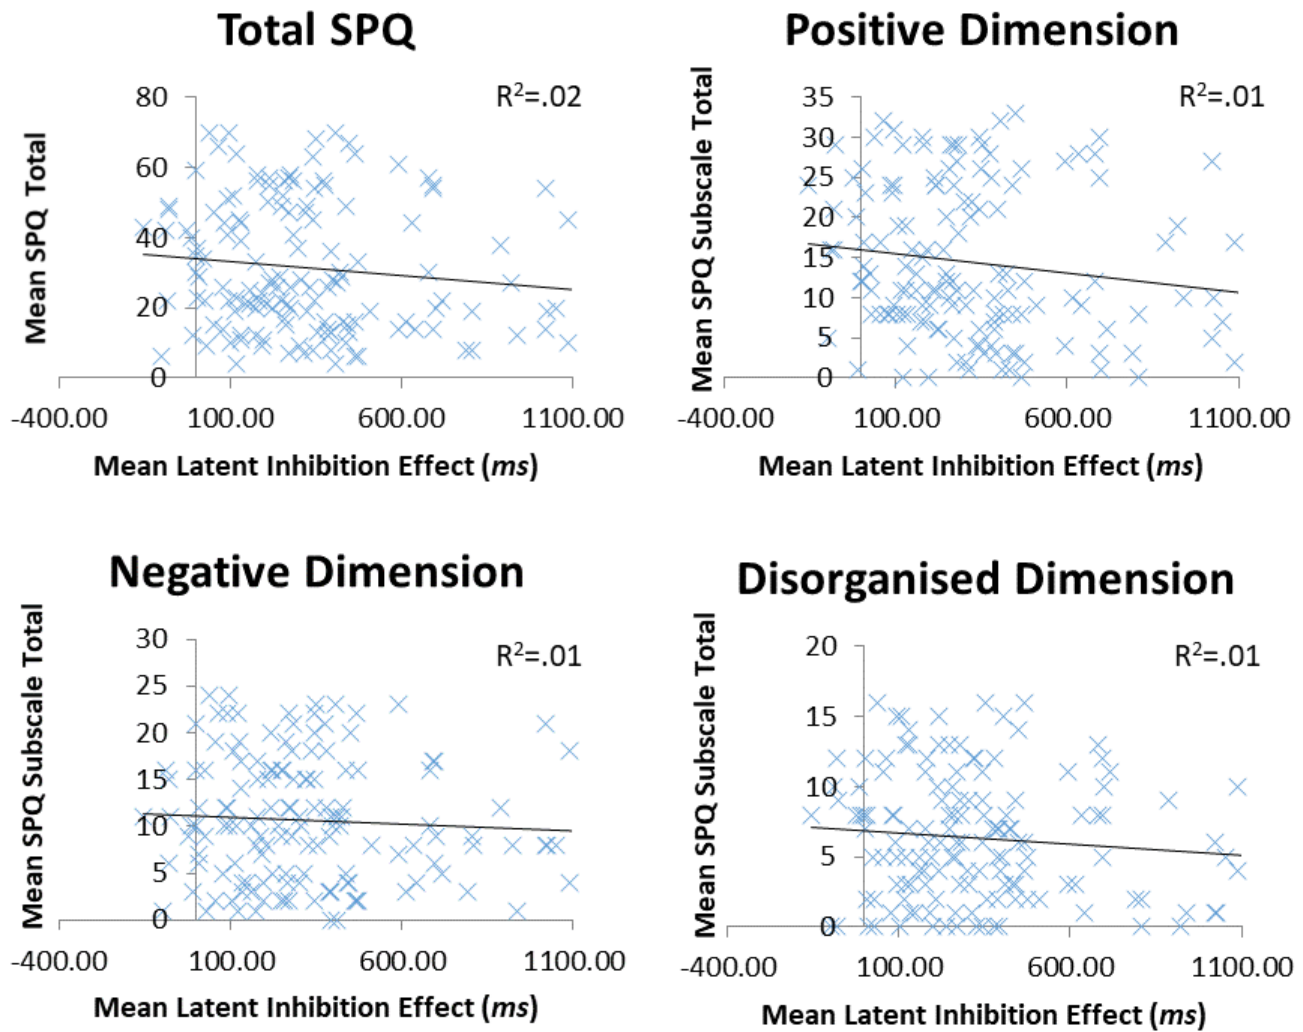 Total SPQ
R²=.02
Mean SPQ Total
80
60
40
20
0
-400.00 100.00 600.00 1100.00
Mean Latent Inhibition Effect (ms)
Positive Dimension
R²=.01
Mean SPQ Subscale Total
35
30
25
20
15
10
5
0
-400.00 100.00 600.00 1100.00
Mean Latent Inhibition Effect (ms)
Negative Dimension
R²=.01
Mean SPQ Subscale Total
30
25
20
15
10
5
0
-400.00 100.00 600.00 1100.00
Mean Latent Inhibition Effect (ms)
Disorganised Dimension
R²=.01
Mean SPQ Subscale Total
20
15
10
5
0
-400.00 100.00 600.00 1100.00
Mean Latent Inhibition Effect (ms)